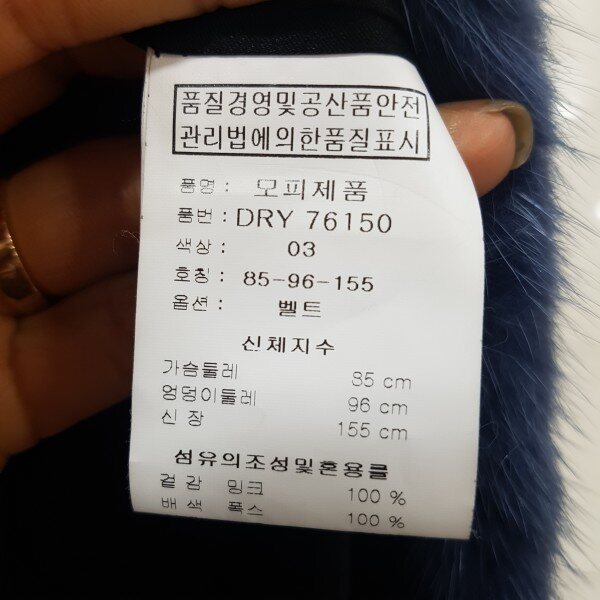 품질경영및공산품안전
관리법에의한품질표시
품명 : 모피제품
품번 : DRY 76150
색상 : 03
호칭 : 85-96-155
옵션 : 벨트
신체지수
가슴둘레 85 cm
엉덩이둘레 96 cm
신 장 155 cm
섬유의조성및혼용률
겉 감 밍크 100 %
배 색 폭스 100 %